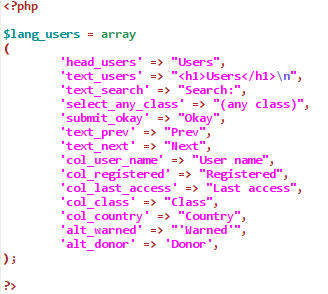 <?php
$lang_users = array
(
'head_users' => "Users",
'text_users' => "<h1>Users</h1>\n",
'text_search' => "Search:",
'select_any_class' => "(any class)",
'submit_okay' => "Okay",
'text_prev' => "Prev",
'text_next' => "Next",
'col_user_name' => "User name",
'col_registered' => "Registered",
'col_last_access' => "Last access",
'col_class' => "Class",
'col_country' => "Country",
'alt_warned' => "'Warned'",
'alt_donor' => 'Donor',
);
?>